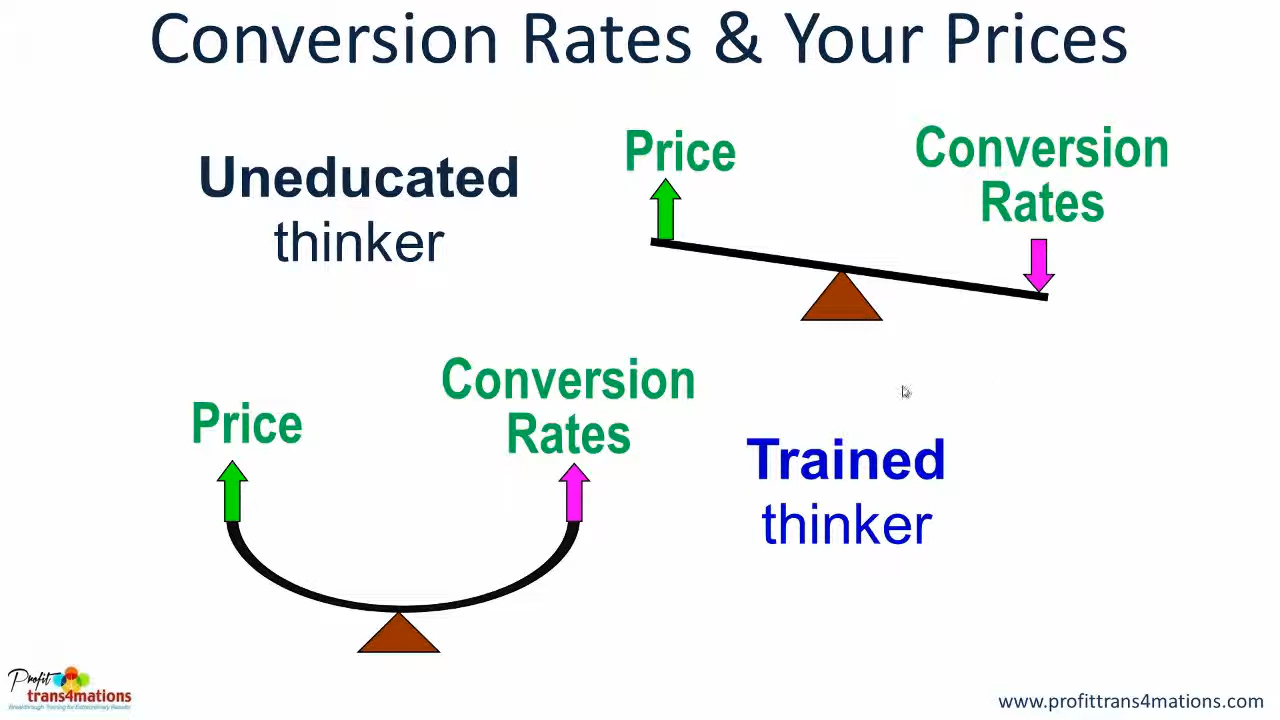 Conversion Rates & Your Prices
Uneducated
thinker
Price
Conversion
Rates
Price
Conversion
Rates
Trained
thinker
Profit
trans4mations
Breakthrough Training for Extraordinary Results
www.profittrans4mations.com